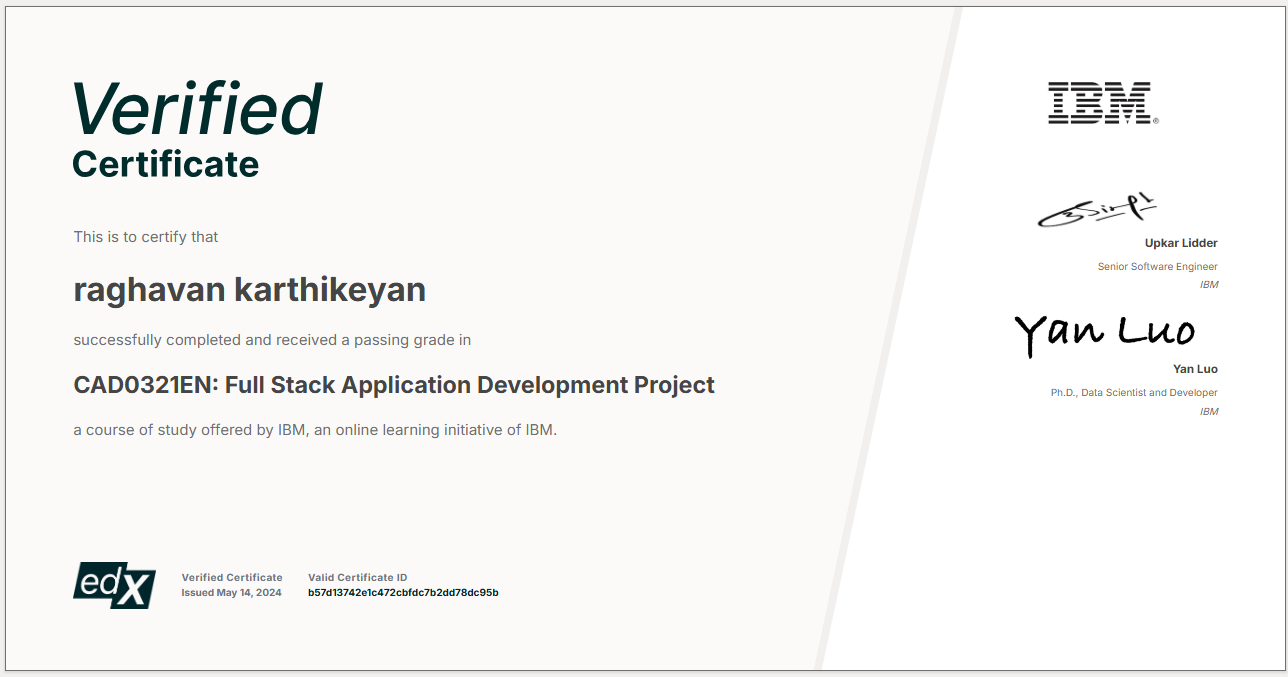 Verified
Certificate
This is to certify that
raghavan karthikeyan
successfully completed and received a passing grade in
CAD0321EN: Full Stack Application Development Project
a course of study offered by IBM, an online learning initiative of IBM.
edX
Verified Certificate
Issued May 14, 2024
Valid Certificate ID
b57d13742e1c472cbfdc7b2dd78dc95b
IBM®
Upkar Lidder
Senior Software Engineer
IBM
Yan Luo
Yan Luo
Ph.D., Data Scientist and Developer
IBM